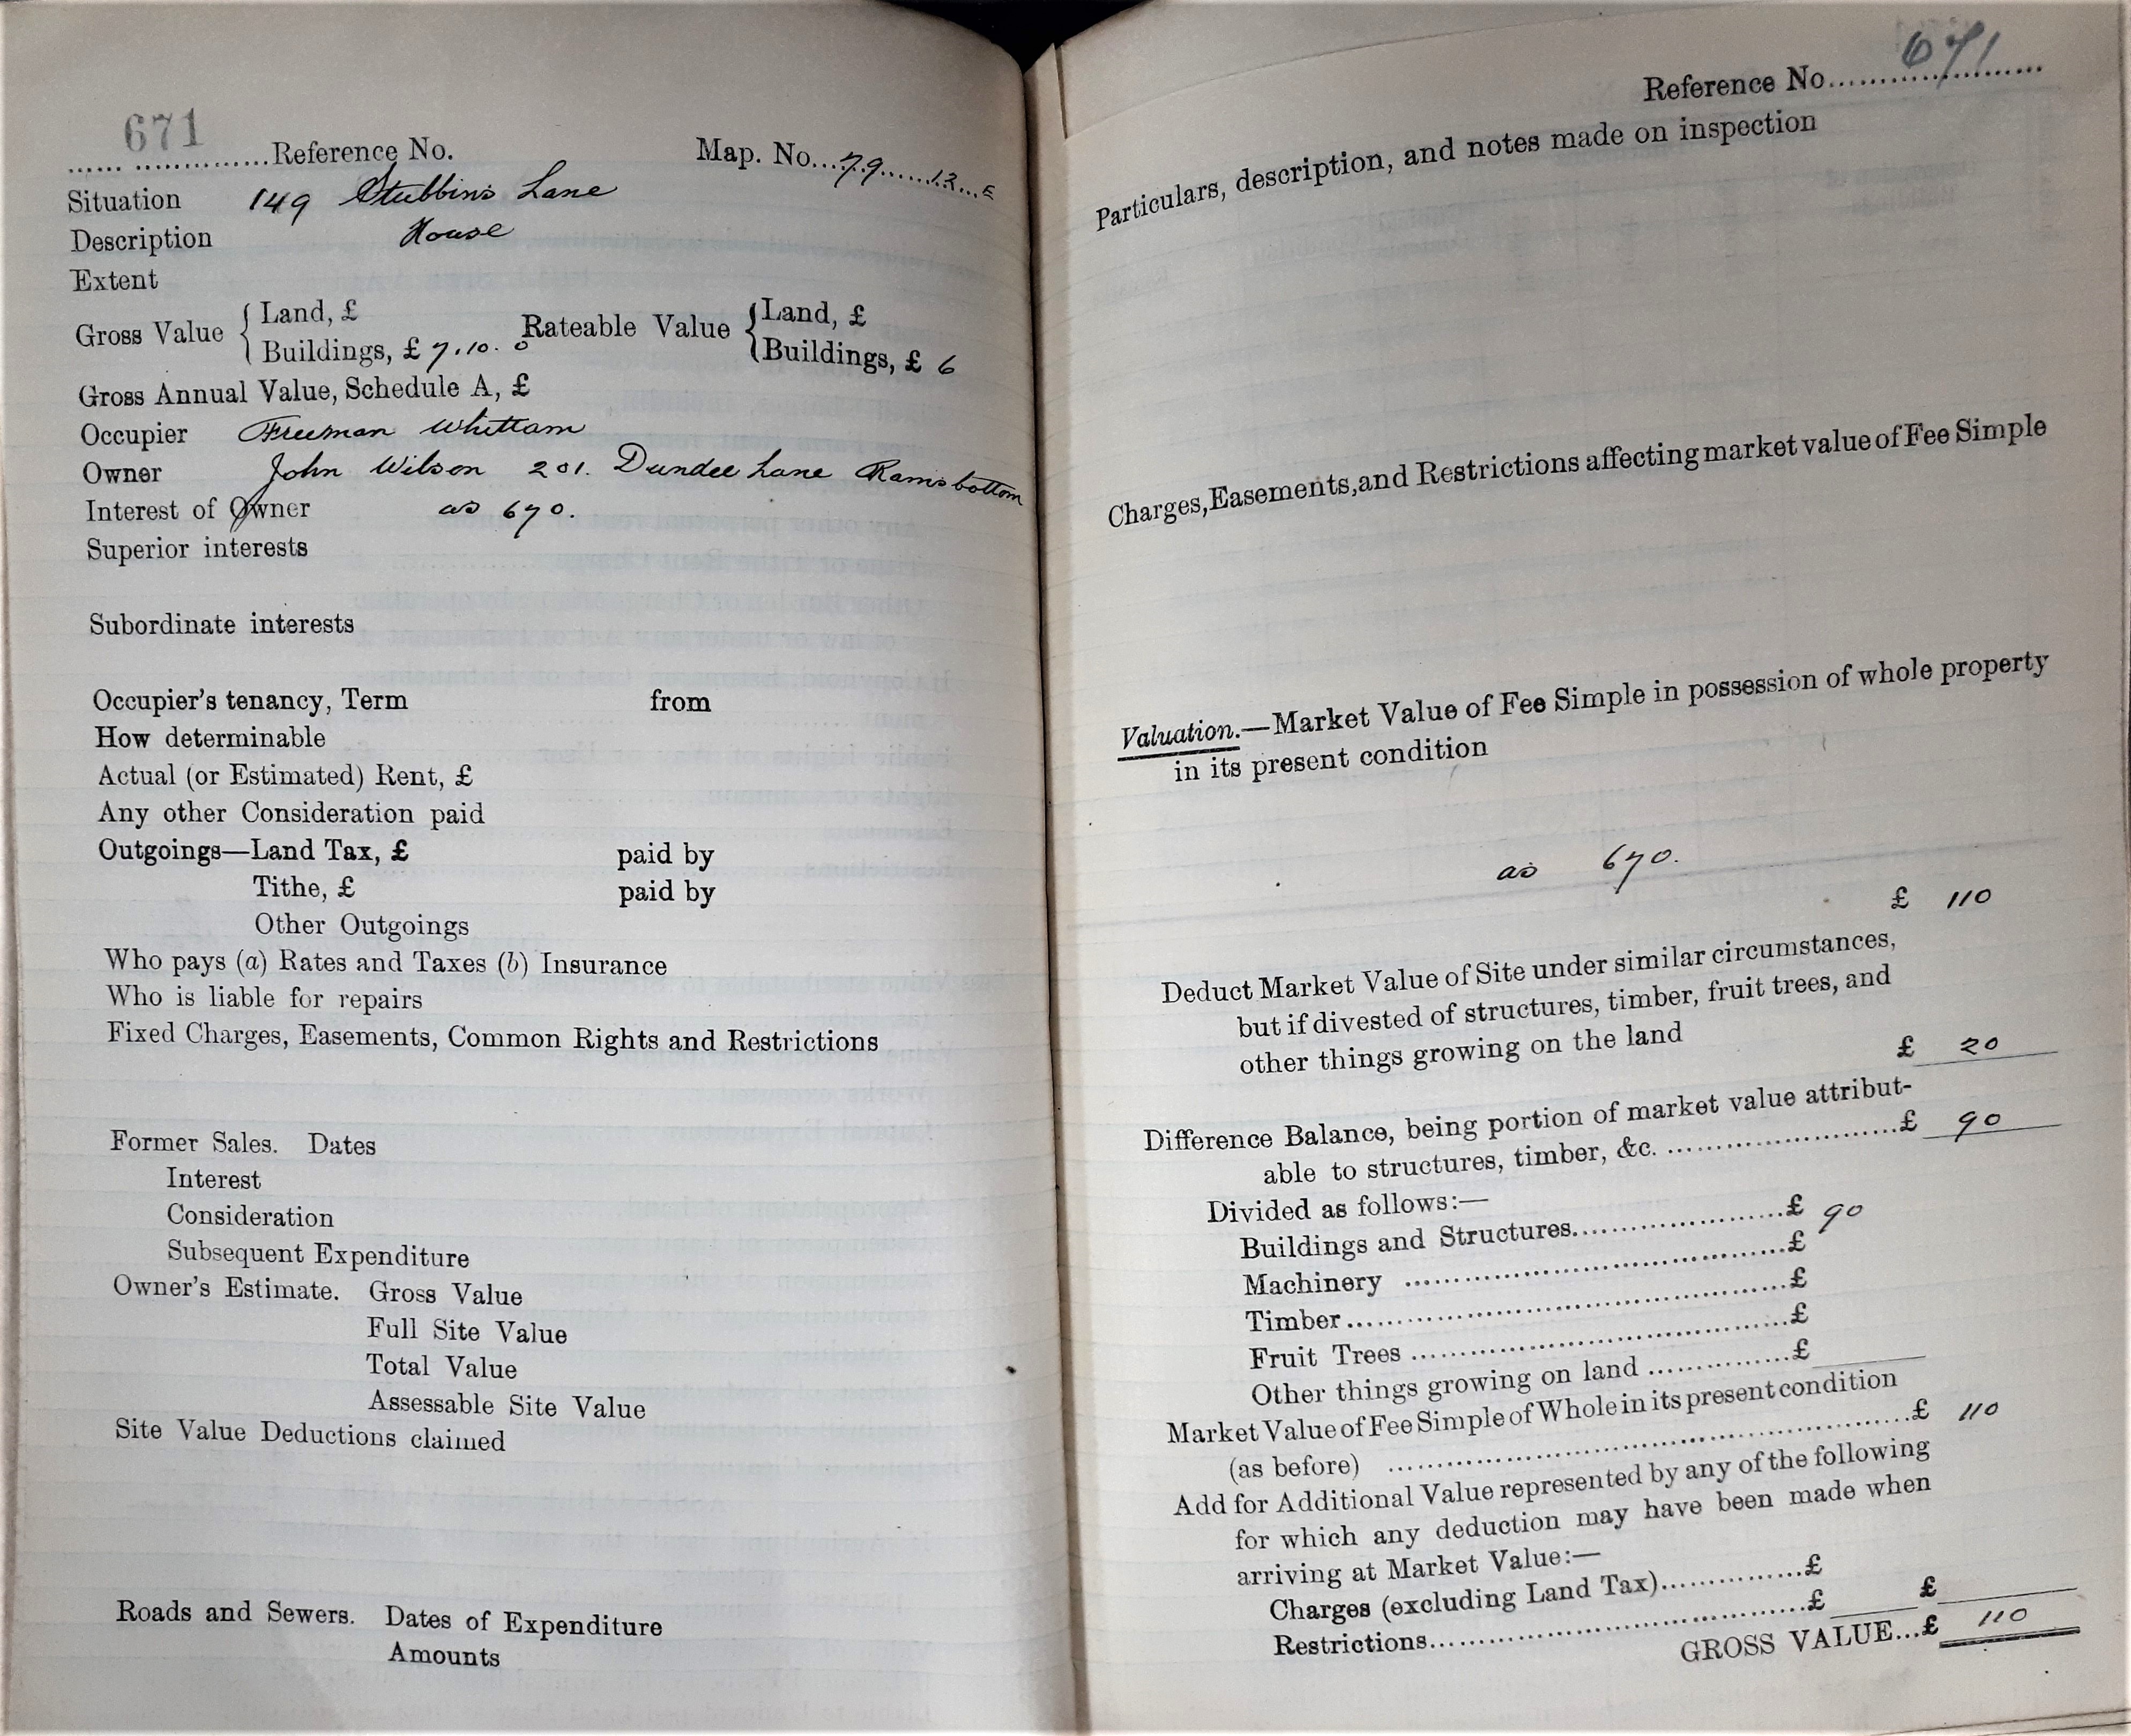 671
...... ..............Reference No. Map. No...79......13...E
Situation 149 Stubbins Lane
Description House
Extent
Gross Value { Land, £ Rateable Value { Land, £
Buildings, £ 7.10.0 Buildings, £ 6
Gross Annual Value, Schedule A, £
Occupier Freeman Whittam
Owner John Wilson 201. Dundee Lane Ramsbottom
Interest of Owner as 670.
Superior interests
Subordinate interests
Occupier's tenancy, Term from
How determinable
Actual (or Estimated) Rent, £
Any other Consideration paid
Outgoings—Land Tax, £ paid by
Tithe, £ paid by
Other Outgoings
Who pays (a) Rates and Taxes (b) Insurance
Who is liable for repairs
Fixed Charges, Easements, Common Rights and Restrictions
Former Sales. Dates
Interest
Consideration
Subsequent Expenditure
Owner's Estimate. Gross Value
Full Site Value
Total Value
Assessable Site Value
Site Value Deductions claimed
Roads and Sewers. Dates of Expenditure
Amounts
Reference No...671...
Particulars, description, and notes made on inspection
Charges, Easements, and Restrictions affecting market value of Fee Simple
Valuation.—Market Value of Fee Simple in possession of whole property
in its present condition
as 670.
£ 110
Deduct Market Value of Site under similar circumstances,
but if divested of structures, timber, fruit trees, and
other things growing on the land £ 20
Difference Balance, being portion of market value attribut-
able to structures, timber, &c. ........................£ 90
Divided as follows:—
Buildings and Structures......................£ 90
Machinery ......................£
Timber......................£
Fruit Trees ......................£
Other things growing on land ..............£
Market Value of Fee Simple of Whole in its present condition
(as before) ......................£ 110
Add for Additional Value represented by any of the following
for which any deduction may have been made when
arriving at Market Value:—
Charges (excluding Land Tax)..............£
Restrictions......................£ £
GROSS VALUE...£ 110